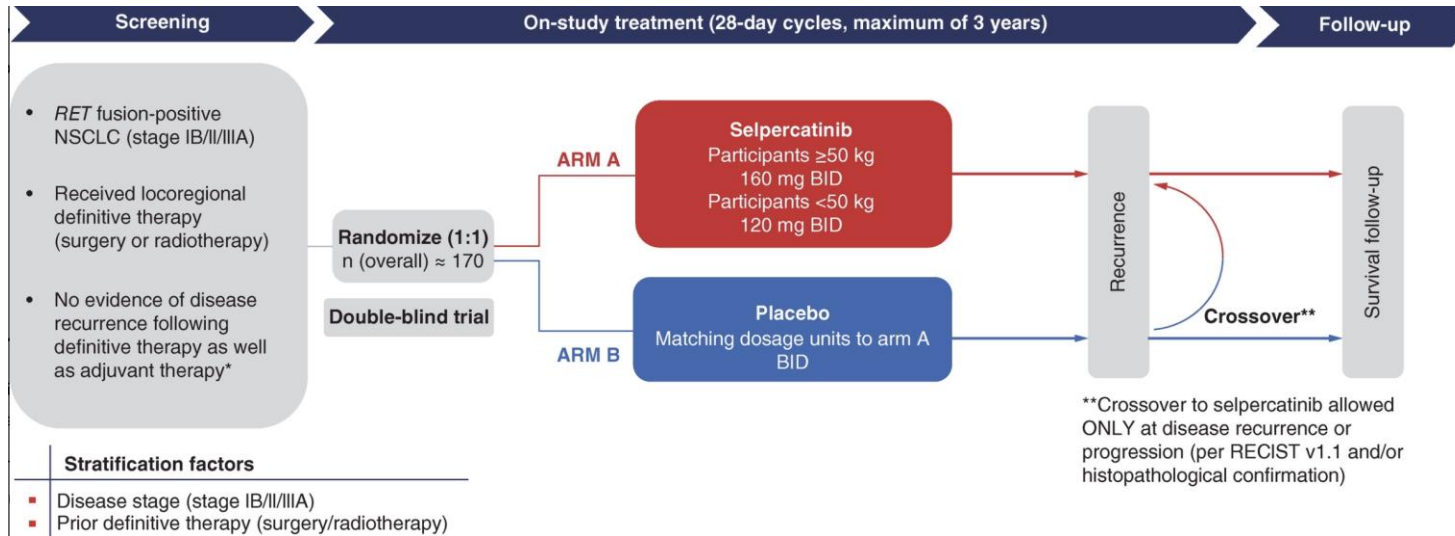 Screening
On-study treatment (28-day cycles, maximum of 3 years)
Follow-up
• RET fusion-positive
NSCLC (stage IB/II/IIIA)
• Received locoregional
definitive therapy
(surgery or radiotherapy)
• No evidence of disease
recurrence following
definitive therapy as well
as adjuvant therapy*
Randomize (1:1)
n (overall) ≈ 170
Double-blind trial
ARM A
Selpercatinib
Participants ≥50 kg
160 mg BID
Participants <50 kg
120 mg BID
ARM B
Placebo
Matching dosage units to arm A
BID
Recurrence
Crossover**
Survival follow-up
**Crossover to selpercatinib allowed
ONLY at disease recurrence or
progression (per RECIST v1.1 and/or
histopathological confirmation)
Stratification factors
Disease stage (stage IB/II/IIIA)
Prior definitive therapy (surgery/radiotherapy)